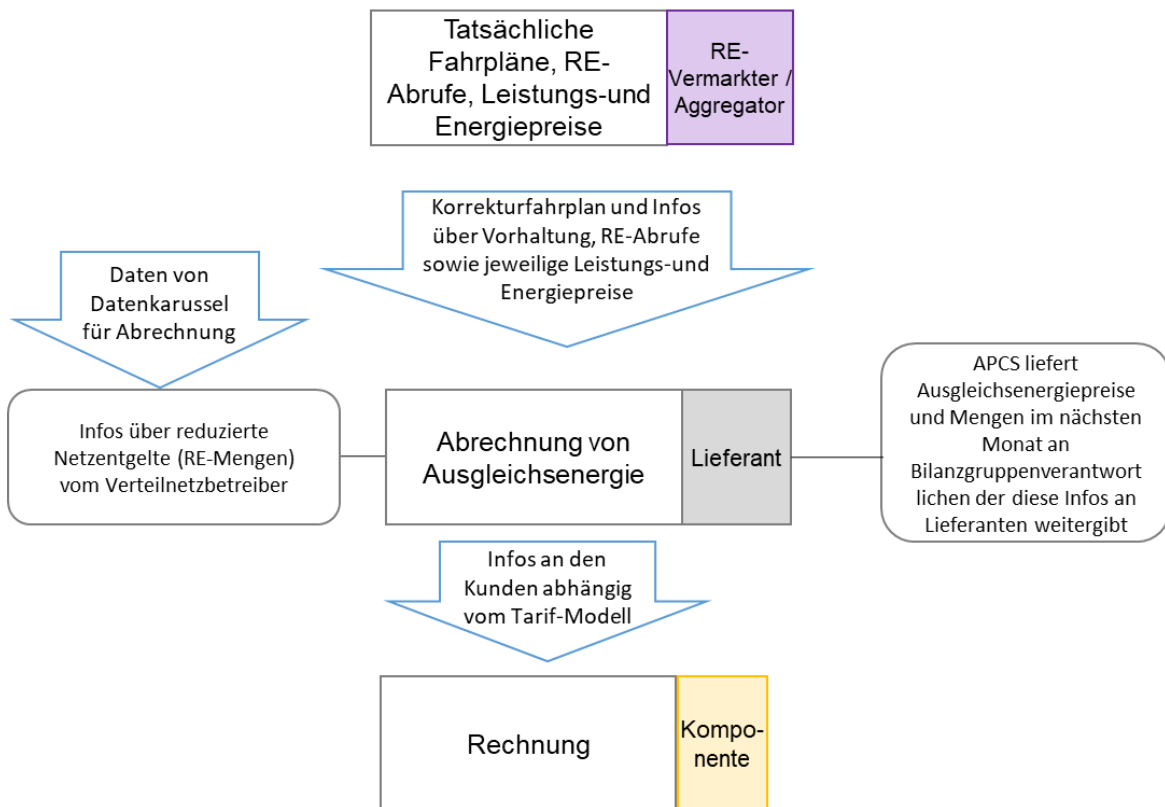 Tatsächliche
Fahrpläne, RE-
Abrufe, Leistungs-und
Energiepreise
RE-
Vermarkter /
Aggregator
Korrekturfahrplan und Infos
über Vorhaltung, RE-Abrufe
sowie jeweilige Leistungs-und
Energiepreise
Daten von
Datenkarussel
für Abrechnung
Infos über reduzierte
Netzentgelte (RE-Mengen)
vom Verteilnetzbetreiber
Abrechnung von
Ausgleichsenergie
Lieferant
APCS liefert
Ausgleichsenergiepreise
und Mengen im nächsten
Monat an
Bilanzgruppenverantwort
lichen der diese Infos an
Lieferanten weitergibt
Infos an den
Kunden abhängig
vom Tarif-Modell
Rechnung
Kompo-
nente